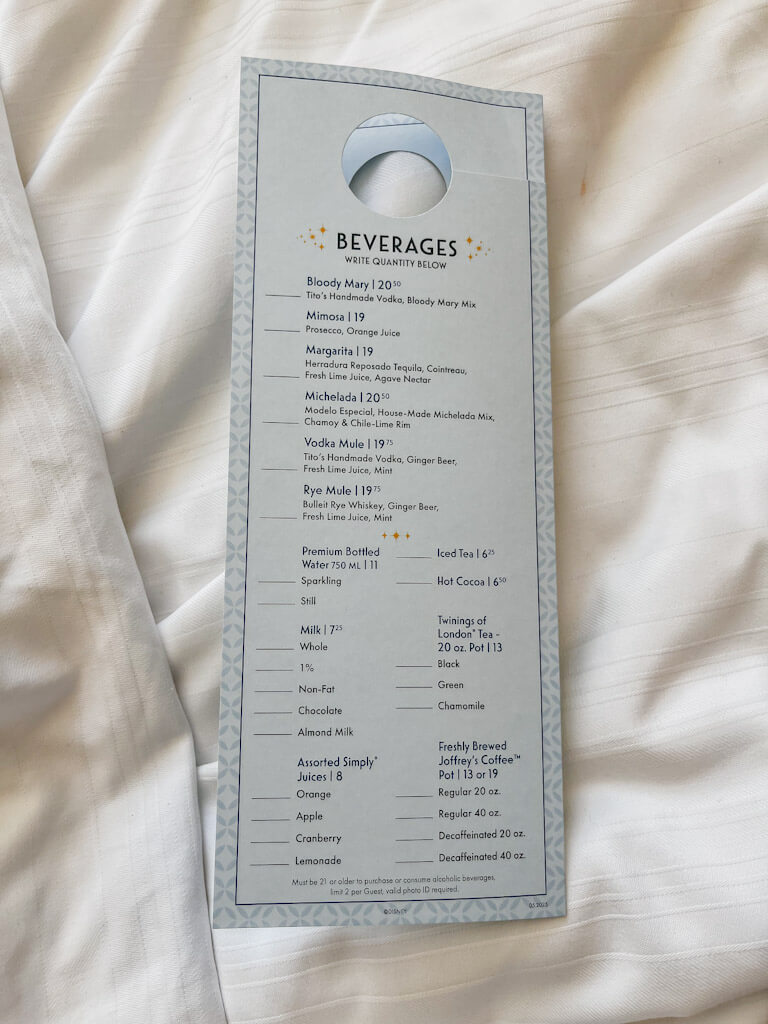 BEVERAGES
WRITE QUANTITY BELOW
Bloody Mary | 20⁵⁰
Tito's Handmade Vodka, Bloody Mary Mix
Mimosa | 19
Prosecco, Orange Juice
Margarita | 19
Herradura Reposado Tequila, Cointreau,
Fresh Lime Juice, Agave Nectar
Michelada | 20⁵⁰
Modelo Especial, House-Made Michelada Mix,
Chamoy & Chile-Lime Rim
Vodka Mule | 19⁷⁵
Tito's Handmade Vodka, Ginger Beer,
Fresh Lime Juice, Mint
Rye Mule | 19⁷⁵
Bulleit Rye Whiskey, Ginger Beer,
Fresh Lime Juice, Mint
Premium Bottled
Water 750 ML | 11
Sparkling
Still
Milk | 7²⁵
Whole
1%
Non-Fat
Chocolate
Almond Milk
Assorted Simply®
Juices | 8
Orange
Apple
Cranberry
Lemonade
Iced Tea | 6²⁵
Hot Cocoa | 6⁵⁰
Twinings of
London® Tea -
20 oz. Pot | 13
Black
Green
Chamomile
Freshly Brewed
Joffrey's Coffee™
Pot | 13 or 19
Regular 20 oz.
Regular 40 oz.
Decaffeinated 20 oz.
Decaffeinated 40 oz.
Must be 21 or older to purchase or consume alcoholic beverages,
limit 2 per Guest, valid photo ID required.
©DISNEY